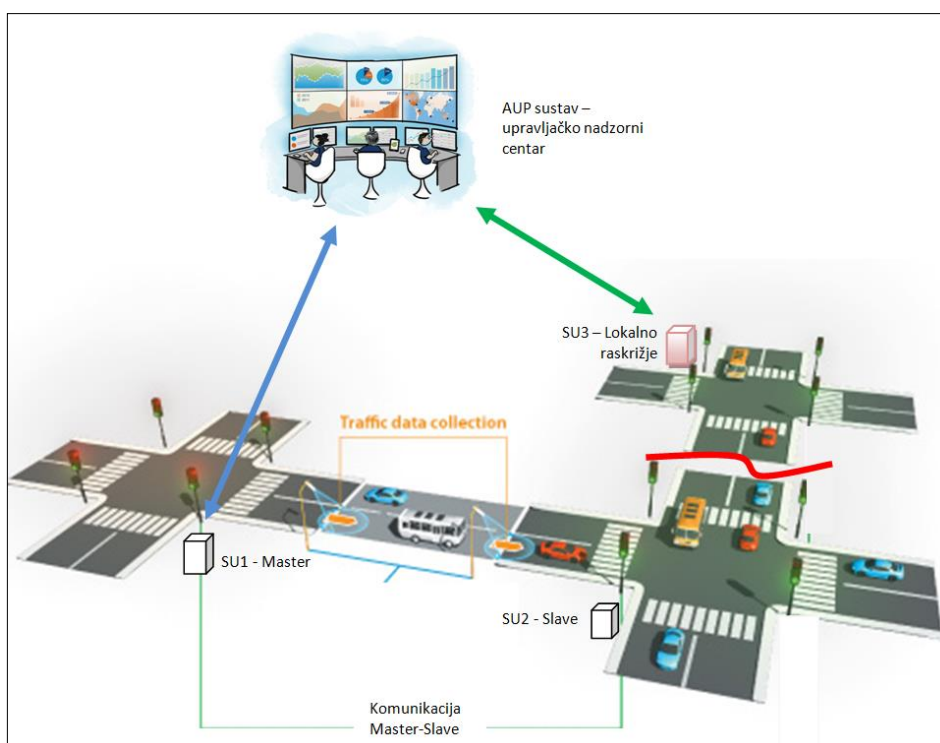 AUP sustav –
upravljačko nadzorni
centar
SU3 – Lokalno
raskrižje
Traffic data collection
SU1 - Master
SU2 - Slave
Komunikacija
Master-Slave